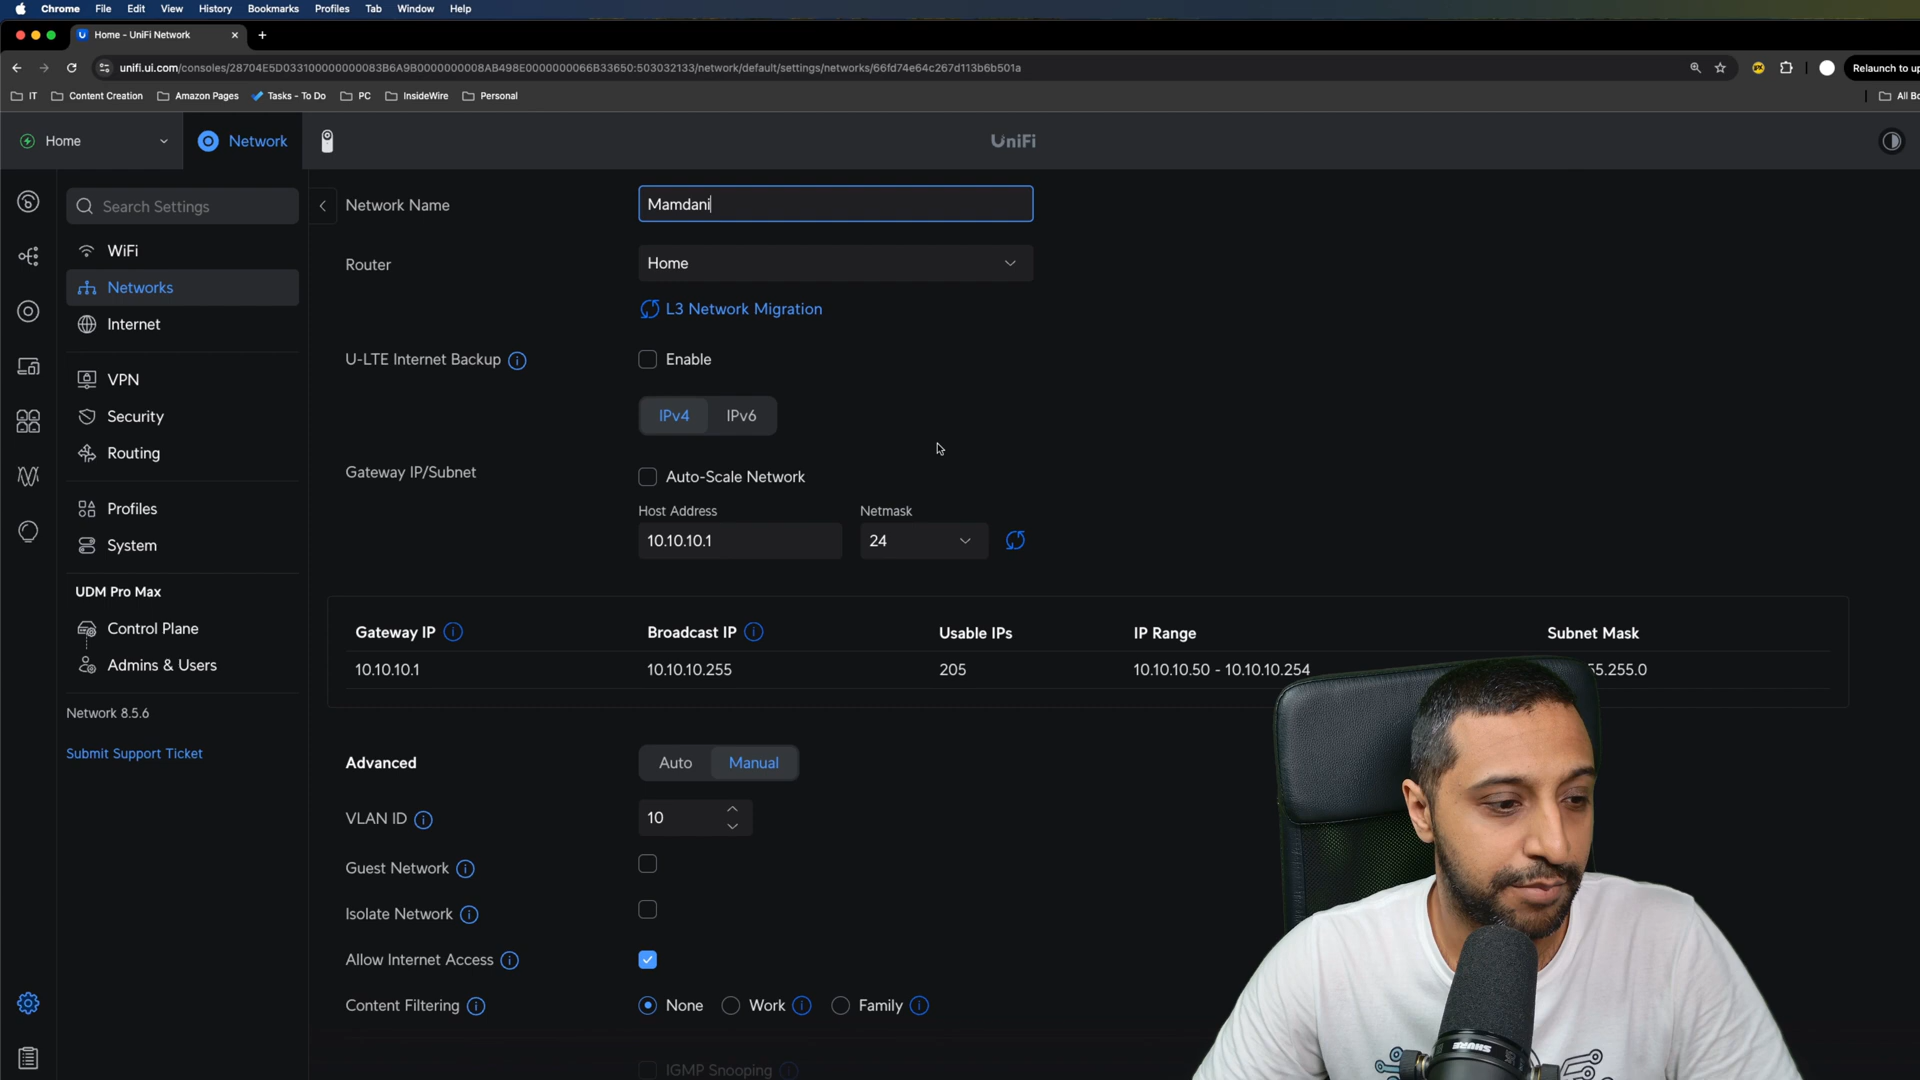 Chrome File Edit View History Bookmarks Profiles Tab Window Help
Home - UniFi Network
unifi.ui.com/consoles/28704E5D033100000000083B6A9B0000000008AB498E0000000066B33650:503032133/network/default/settings/networks/66fd74e64c267d113b6b501a
Relaunch to up
IT Content Creation Amazon Pages Tasks - To Do PC InsideWire Personal
All Bo
Home
Network
UniFi
Search Settings
WiFi
Networks
Internet
VPN
Security
Routing
Profiles
System
UDM Pro Max
Control Plane
Admins & Users
Network 8.5.6
Submit Support Ticket
Network Name
Mamdani
Router
Home
L3 Network Migration
U-LTE Internet Backup
Enable
IPv4 IPv6
Gateway IP/Subnet
Auto-Scale Network
Host Address Netmask
10.10.10.1 24
Gateway IP Broadcast IP Usable IPs IP Range Subnet Mask
10.10.10.1 10.10.10.255 205 10.10.10.50 - 10.10.10.254 55.255.0
Advanced
Auto Manual
VLAN ID
10
Guest Network
Isolate Network
Allow Internet Access
Content Filtering
None Work Family
IGMP Snooping
SHURE